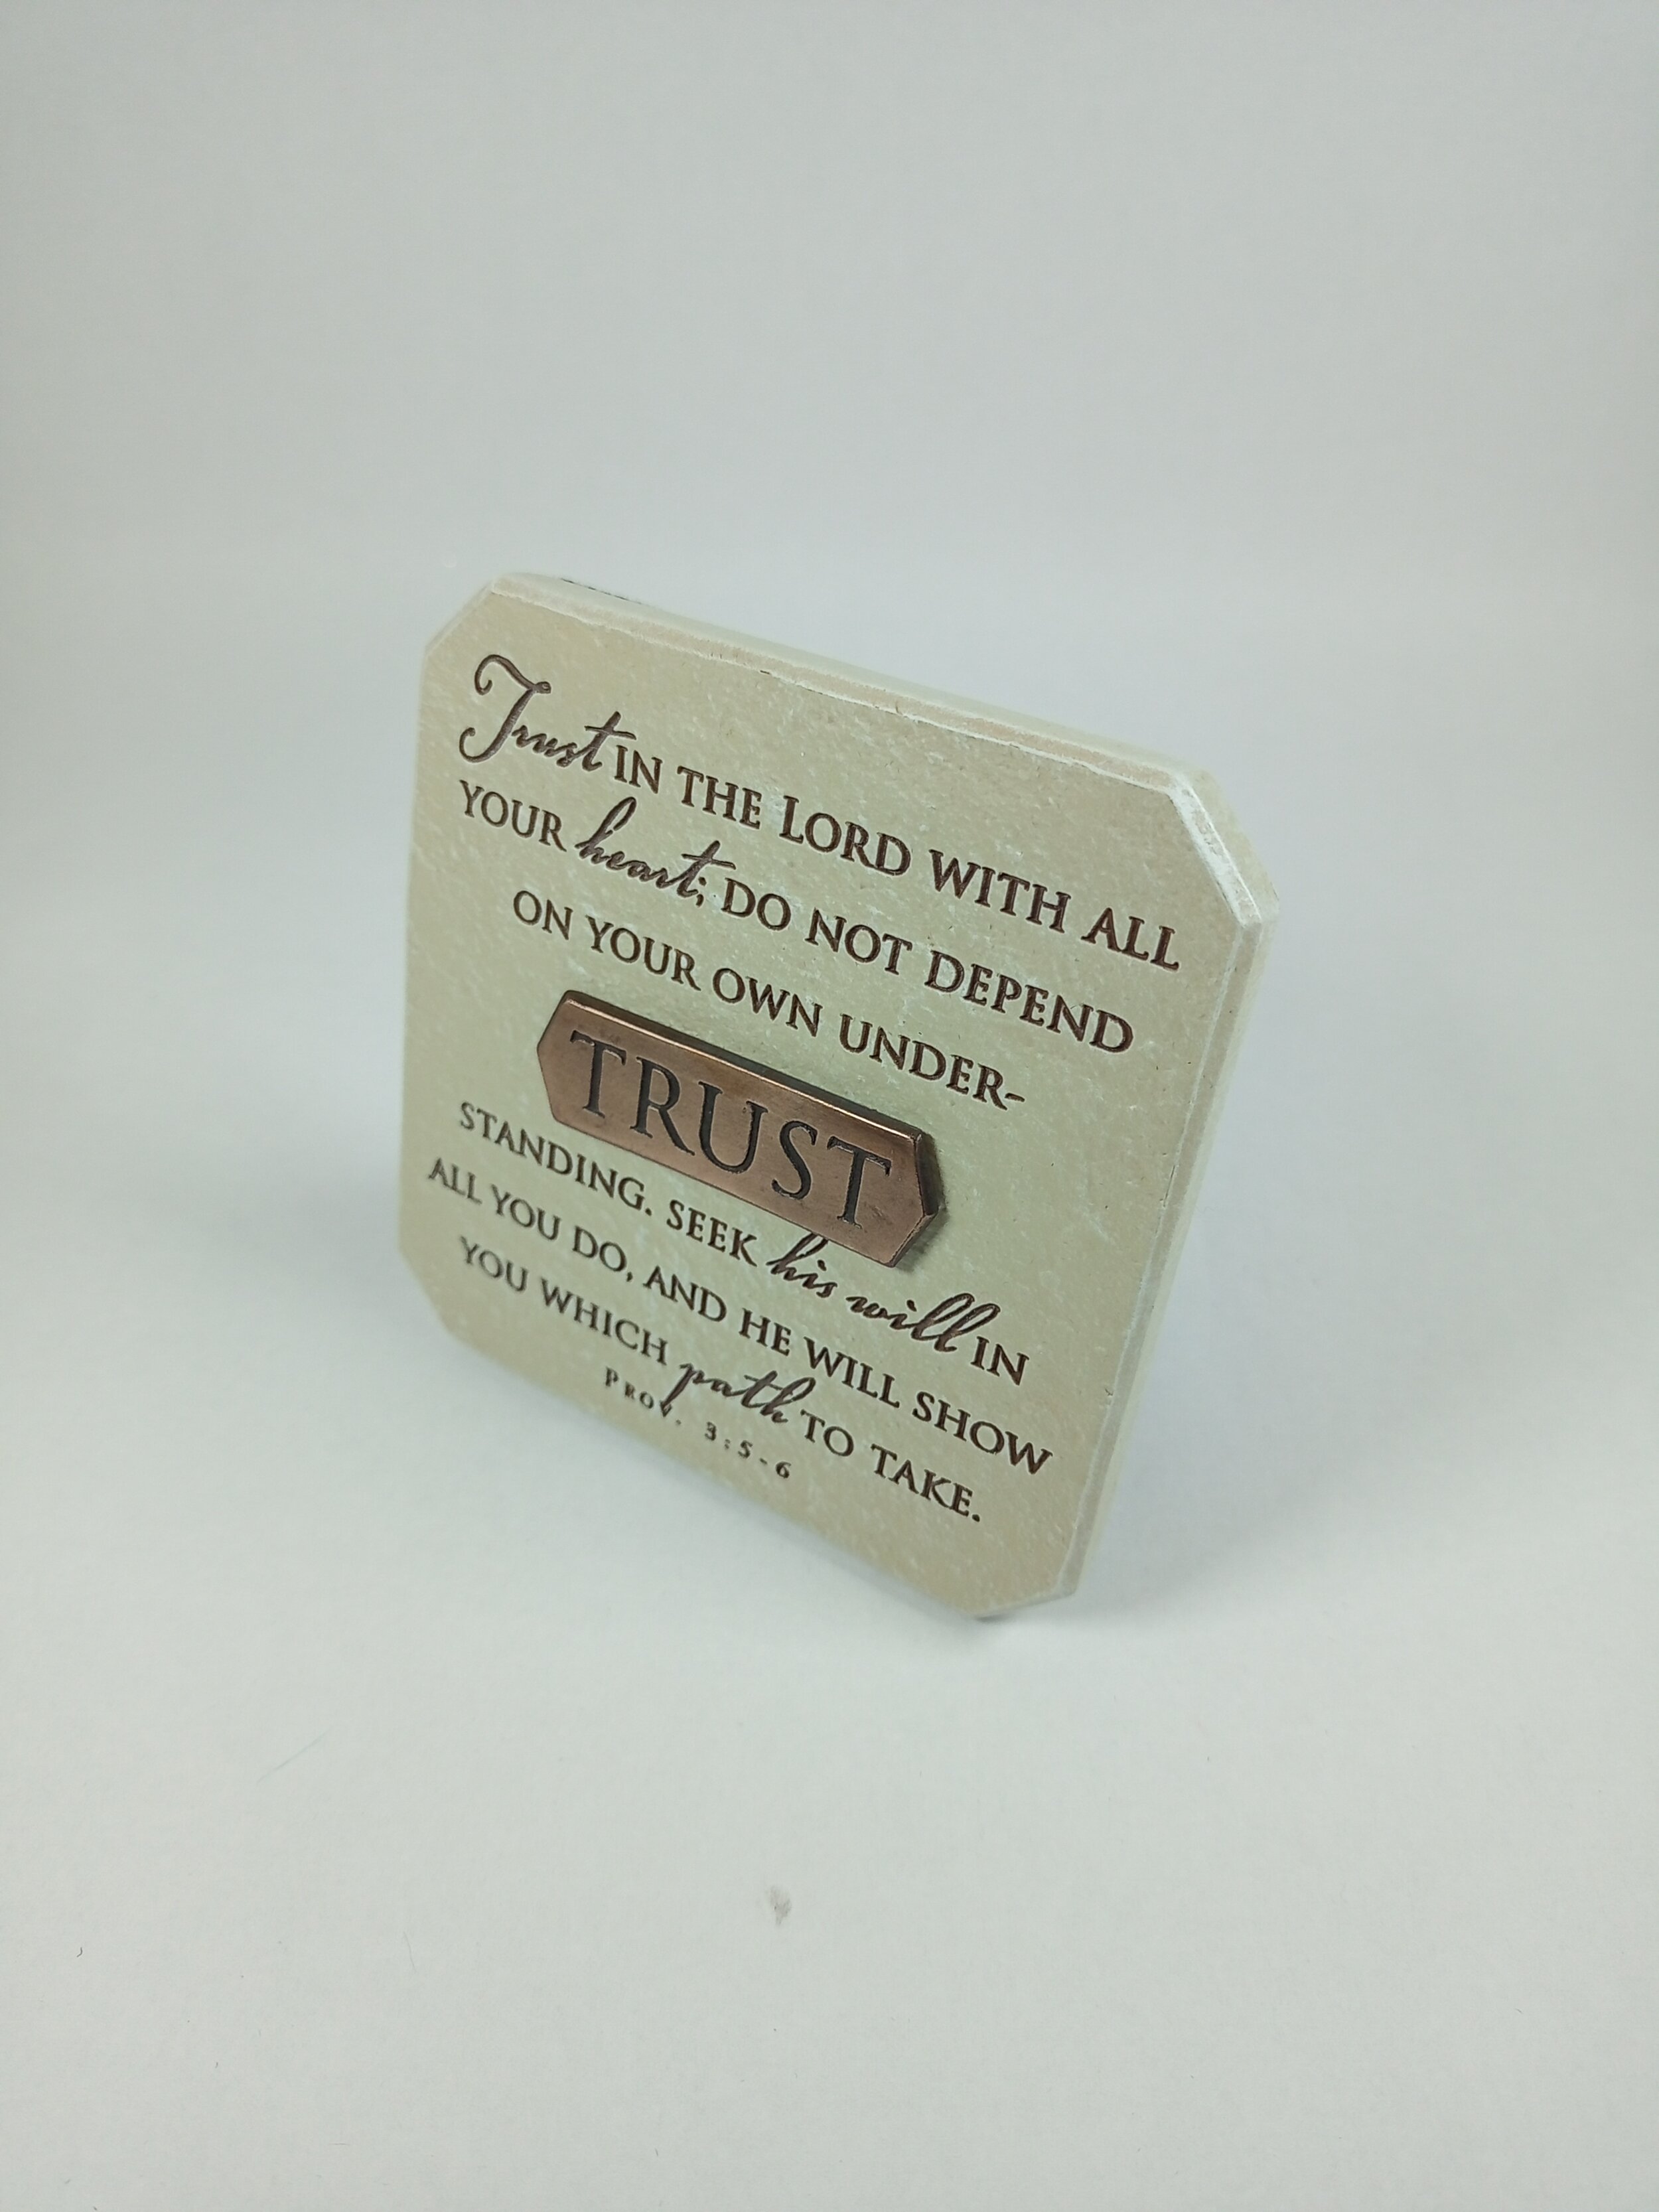 Trust IN THE LORD WITH ALL
YOUR heart; DO NOT DEPEND
ON YOUR OWN UNDER-
TRUST
STANDING. SEEK his will IN
ALL YOU DO, AND HE WILL SHOW
YOU WHICH path TO TAKE.
PROV. 3:5-6